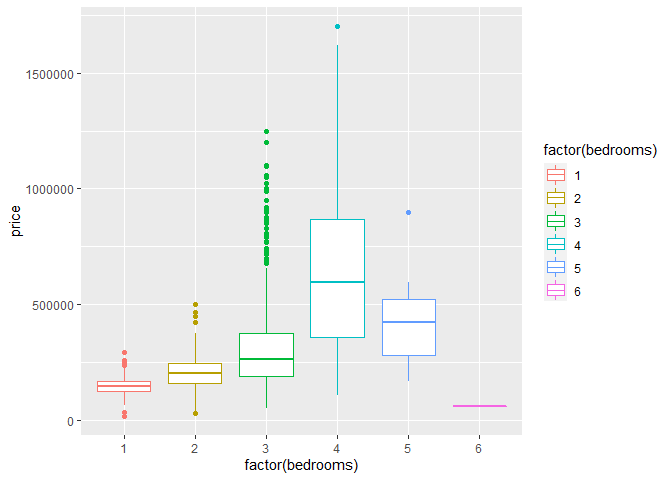 1500000
1000000
500000
0
price
1 2 3 4 5 6
factor(bedrooms)
factor(bedrooms)
1
2
3
4
5
6